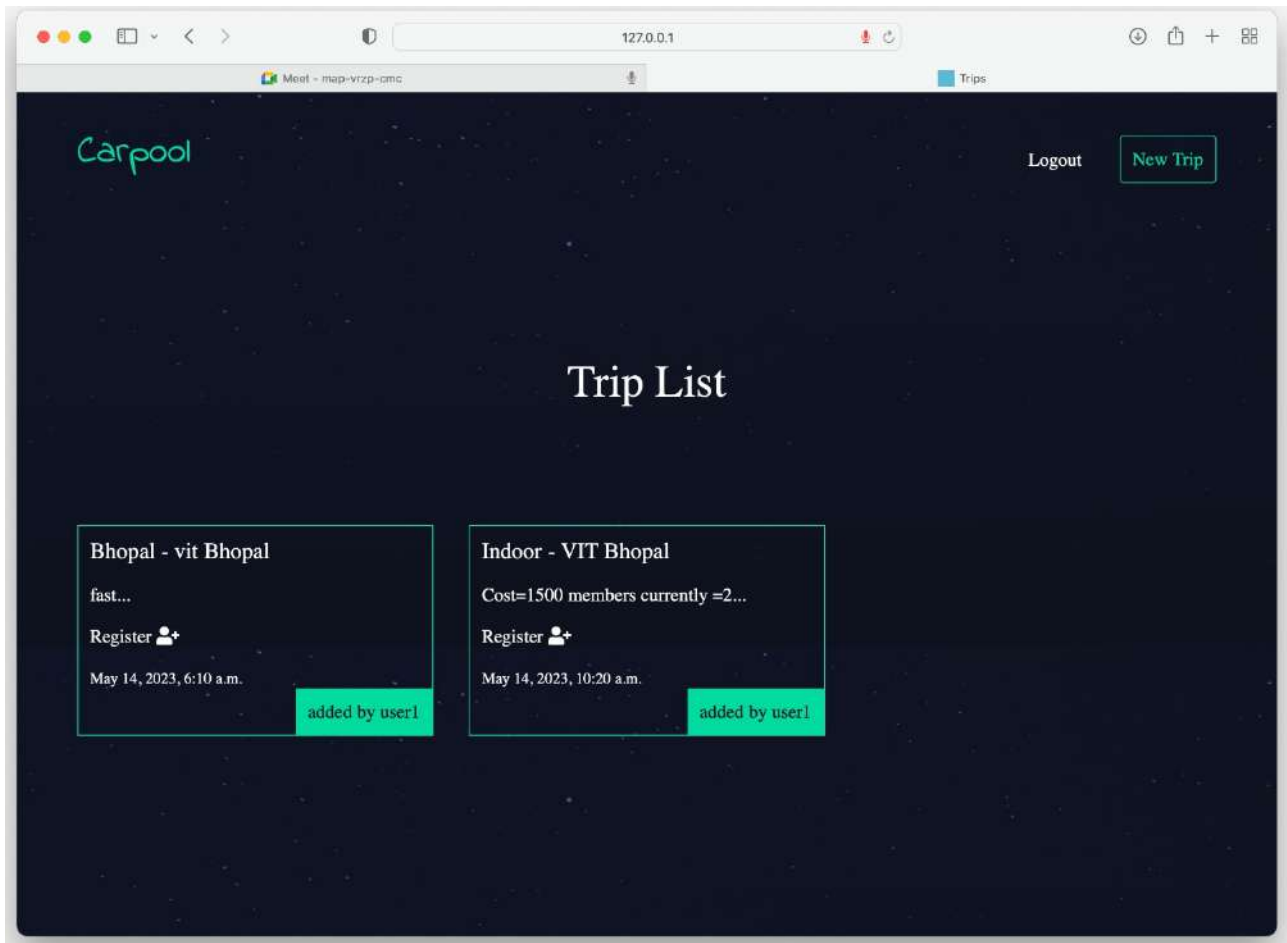 127.0.0.1
Meet - map-vrzp-cmc
Trips
Carpool
Logout
New Trip
Trip List
Bhopal - vit Bhopal
fast...
Register
May 14, 2023, 6:10 a.m.
added by user1
Indoor - VIT Bhopal
Cost=1500 members currently =2...
Register
May 14, 2023, 10:20 a.m.
added by user1